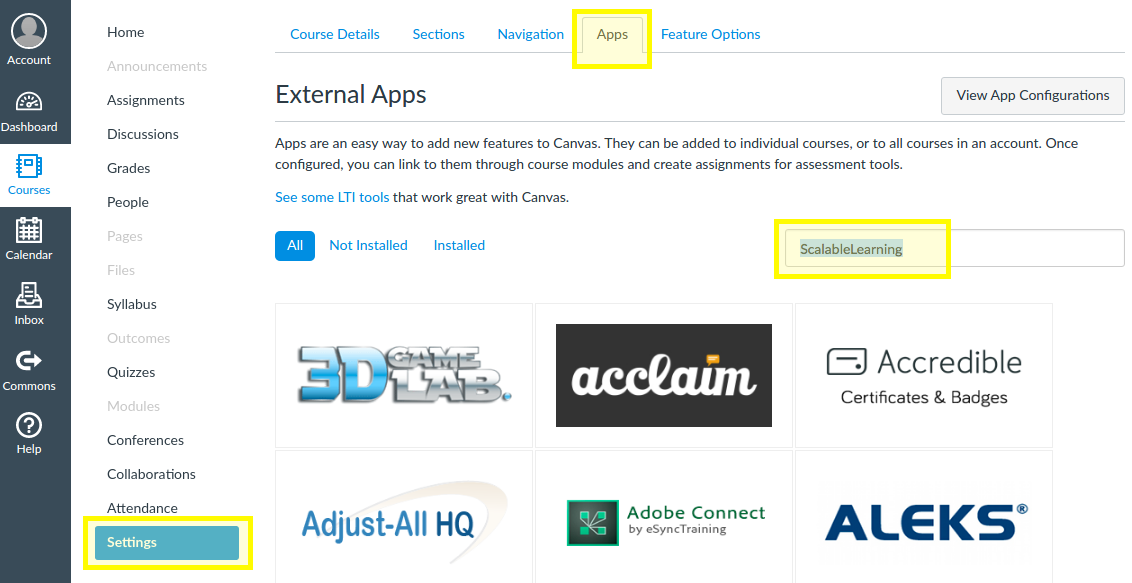 Account
Dashboard
Courses
Calendar
Inbox
Commons
Help
Home
Announcements
Assignments
Discussions
Grades
People
Pages
Files
Syllabus
Outcomes
Quizzes
Modules
Conferences
Collaborations
Attendance
Settings
Course Details Sections Navigation Apps Feature Options
External Apps
View App Configurations
Apps are an easy way to add new features to Canvas. They can be added to individual courses, or to all courses in an account. Once
configured, you can link to them through course modules and create assignments for assessment tools.
See some LTI tools that work great with Canvas.
All Not Installed Installed
ScalableLearning
3D GAME LAB.
acclaim
Accredible
Certificates & Badges
Adjust-All HQ
Adobe Connect
by eSyncTraining
ALEKS®